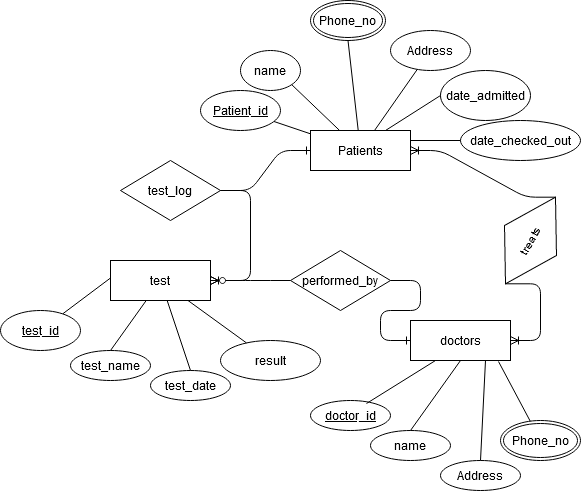 Phone_no
Address
name
date_admitted
Patient_id
date_checked_out
Patients
test_log
treats
test
performed_by
test_id
doctors
test_name
result
test_date
doctor_id
name
Phone_no
Address